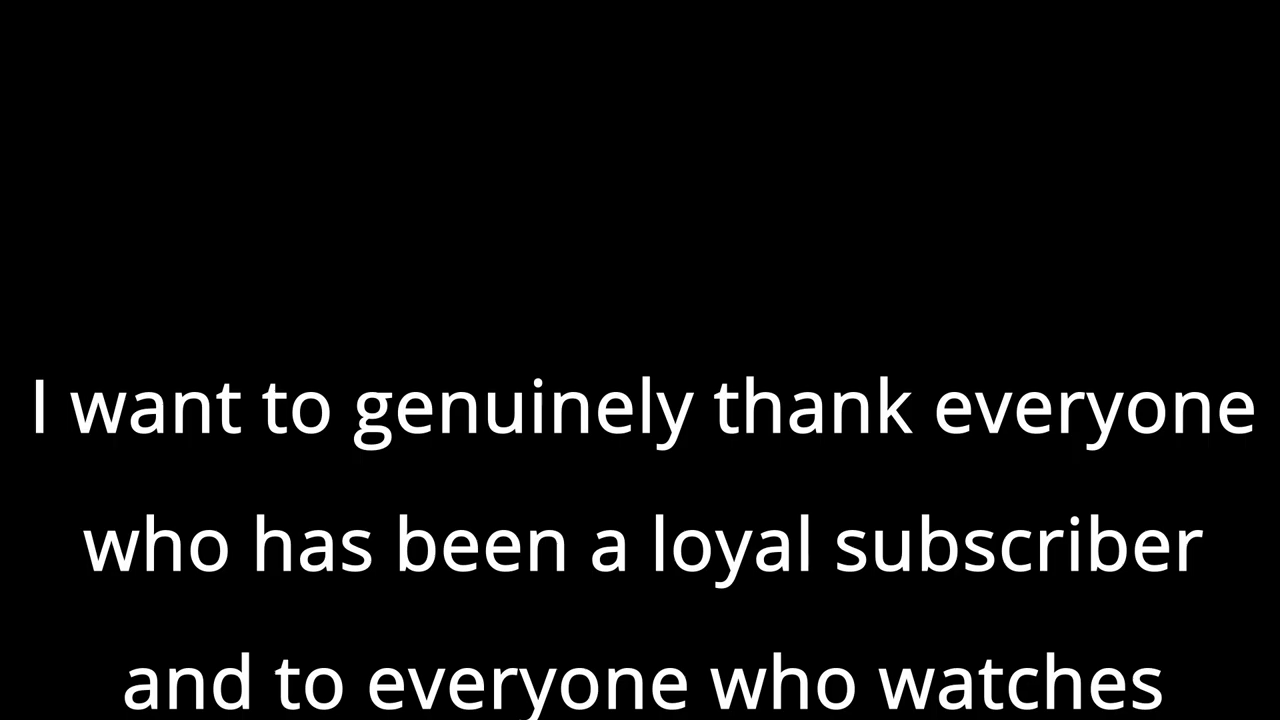 I want to genuinely thank everyone
who has been a loyal subscriber
and to everyone who watches